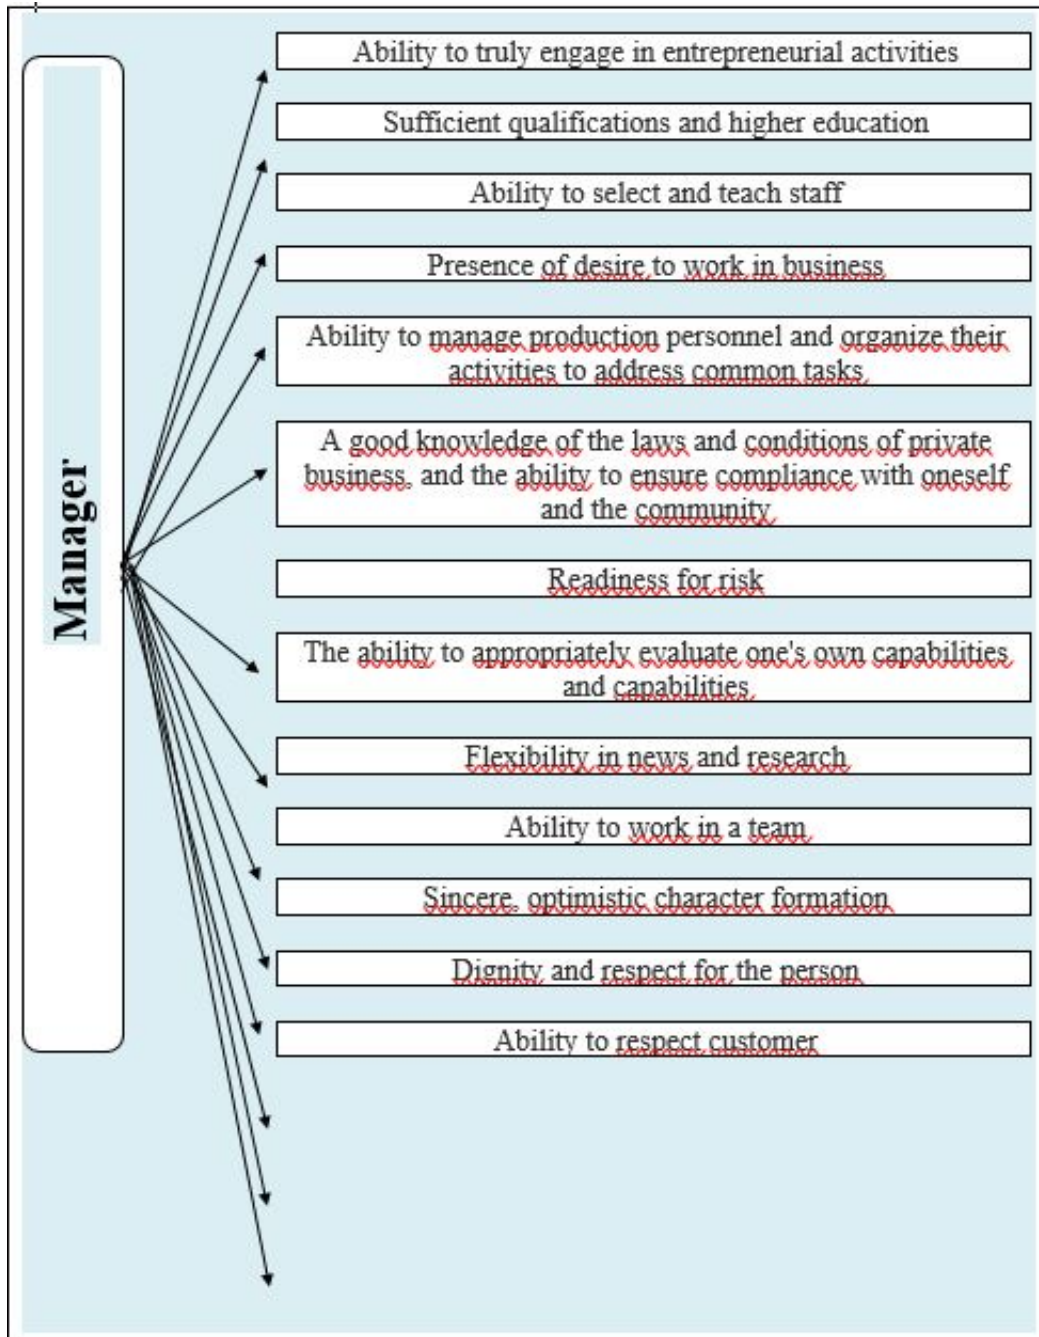 Manager
Ability to truly engage in entrepreneurial activities
Sufficient qualifications and higher education
Ability to select and teach staff
Presence of desire to work in business
Ability to manage production personnel and organize their
activities to address common tasks.
A good knowledge of the laws and conditions of private
business, and the ability to ensure compliance with oneself
and the community.
Readiness for risk
The ability to appropriately evaluate one's own capabilities
and capabilities.
Flexibility in news and research
Ability to work in a team
Sincere, optimistic character formation
Dignity and respect for the person
Ability to respect customer